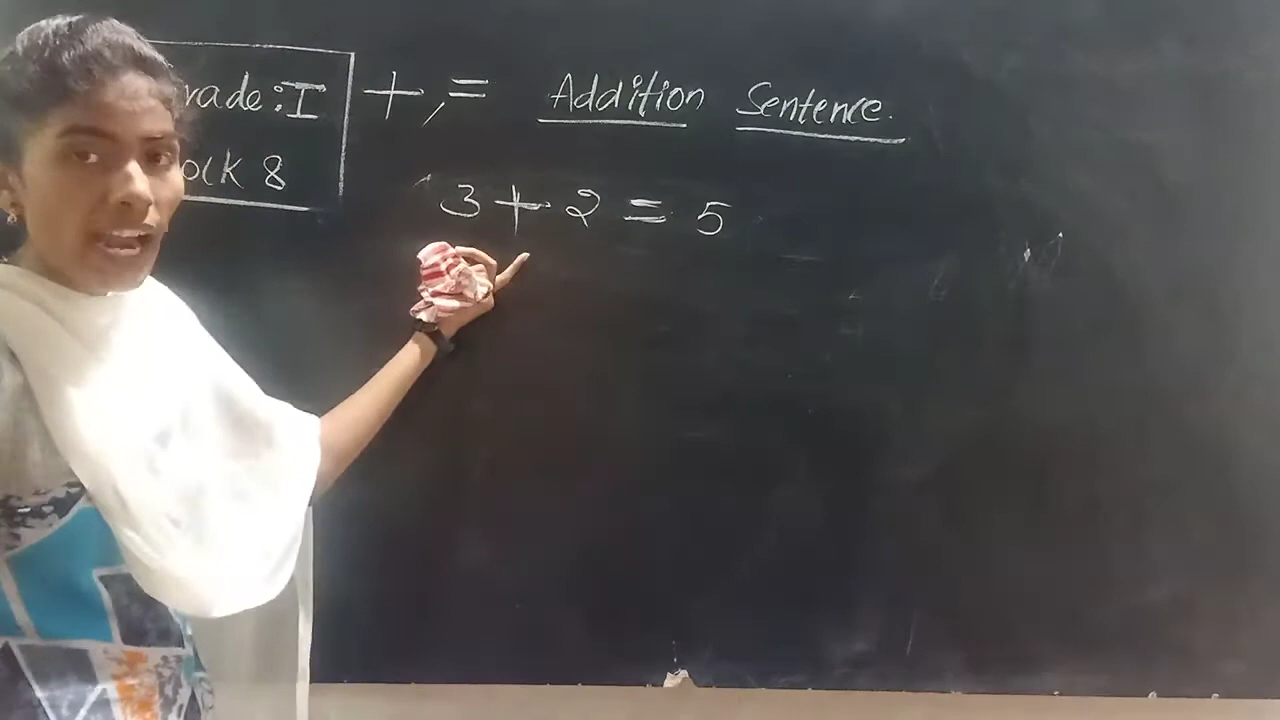 rade: I
+, = Addition Sentence.
ock 8
3 + 2 = 5